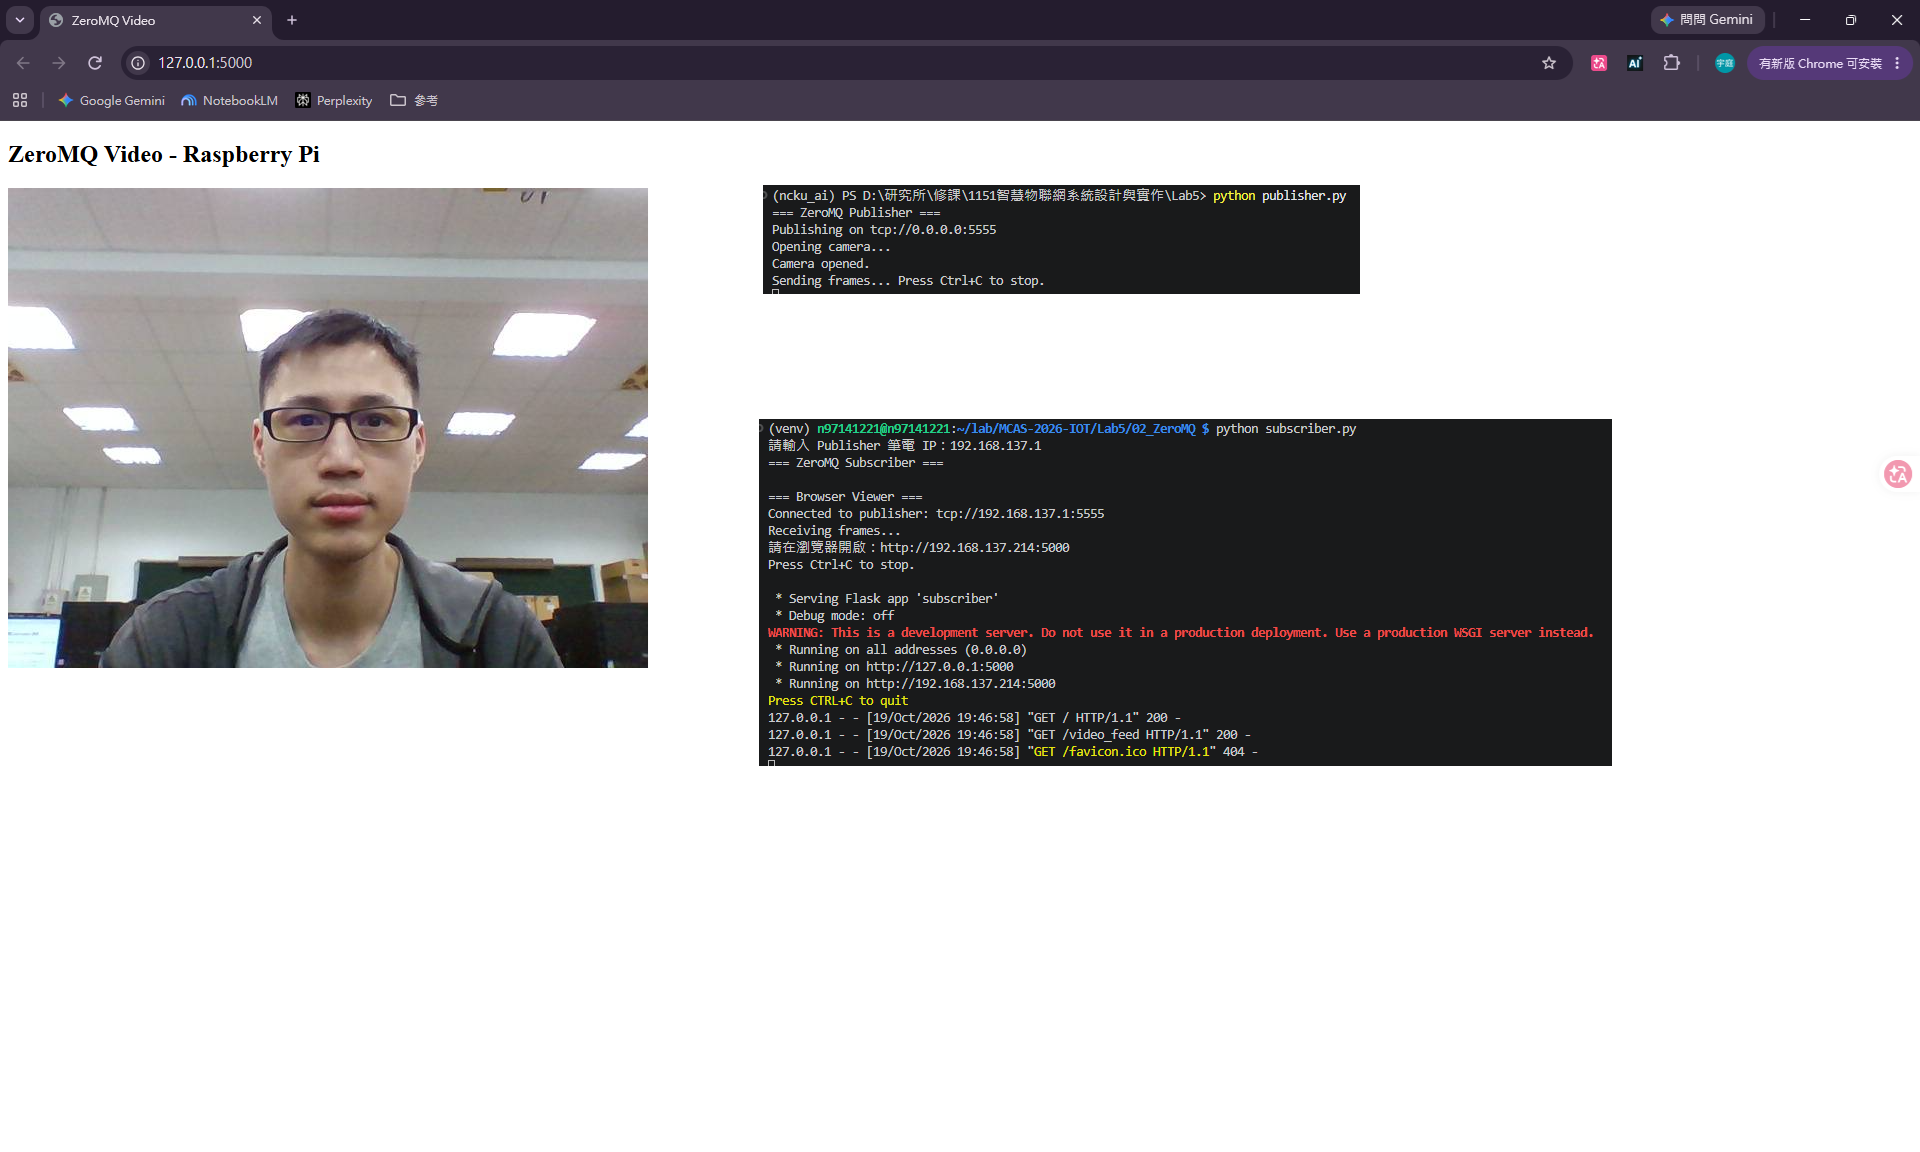 ZeroMQ Video
問問 Gemini
127.0.0.1:5000
AI
宇庭
有新版 Chrome 可安裝
Google Gemini
NotebookLM
Perplexity
參考
ZeroMQ Video - Raspberry Pi
(ncku_ai) PS D:\研究所\修課\1151智慧物聯網系統設計與實作\Lab5> python publisher.py
=== ZeroMQ Publisher ===
Publishing on tcp://0.0.0.0:5555
Opening camera...
Camera opened.
Sending frames... Press Ctrl+C to stop.
(venv) n97141221@n97141221:~/lab/MCAS-2026-IOT/Lab5/02_ZeroMQ $ python subscriber.py
請輸入 Publisher 筆電 IP：192.168.137.1
=== ZeroMQ Subscriber ===
=== Browser Viewer ===
Connected to publisher: tcp://192.168.137.1:5555
Receiving frames...
請在瀏覽器開啟：http://192.168.137.214:5000
Press Ctrl+C to stop.
* Serving Flask app 'subscriber'
* Debug mode: off
WARNING: This is a development server. Do not use it in a production deployment. Use a production WSGI server instead.
* Running on all addresses (0.0.0.0)
* Running on http://127.0.0.1:5000
* Running on http://192.168.137.214:5000
Press CTRL+C to quit
127.0.0.1 - - [19/Oct/2026 19:46:58] "GET / HTTP/1.1" 200 -
127.0.0.1 - - [19/Oct/2026 19:46:58] "GET /video_feed HTTP/1.1" 200 -
127.0.0.1 - - [19/Oct/2026 19:46:58] "GET /favicon.ico HTTP/1.1" 404 -